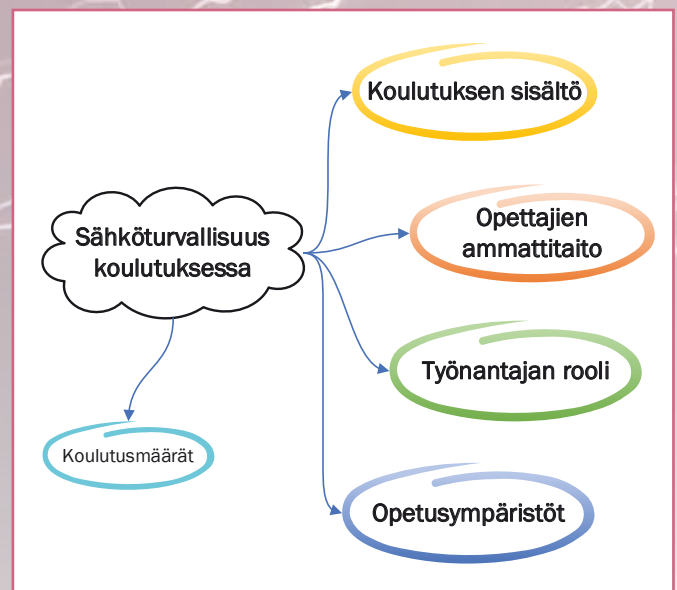 Sähköturvallisuus
koulutuksessa
Koulutuksen sisältö
Opettajien
ammattitaito
Työnantajan rooli
Opetusympäristöt
Koulutusmäärät